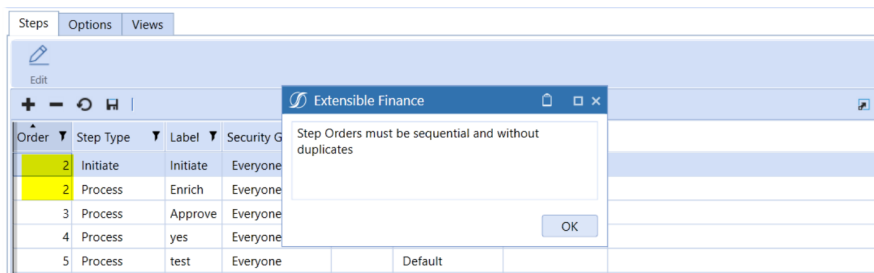 Steps Options Views
Edit
Extensible Finance
Order Step Type Label Security G
Step Orders must be sequential and without
duplicates
2 Initiate Initiate Everyone
2 Process Enrich Everyone
3 Process Approve Everyone
4 Process yes Everyone
OK
5 Process test Everyone Default